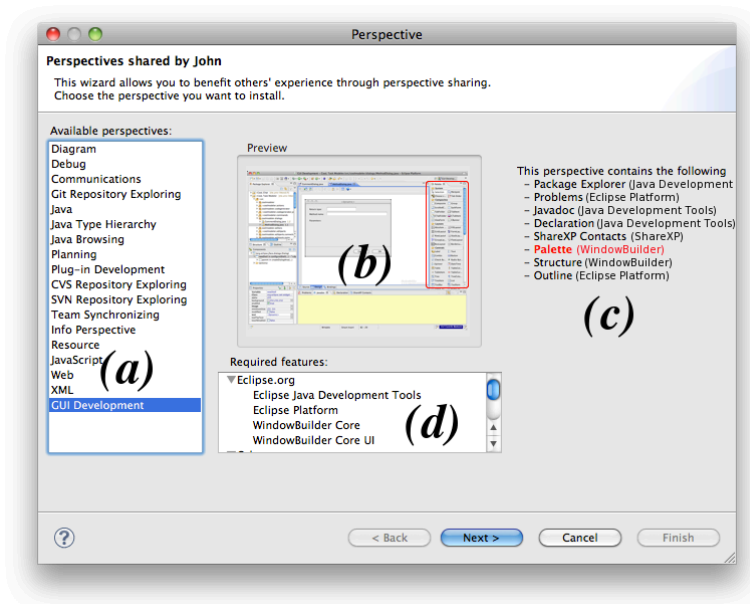 Perspective
Perspectives shared by John
This wizard allows you to benefit others' experience through perspective sharing.
Choose the perspective you want to install.
Available perspectives:
Diagram
Debug
Communications
Git Repository Exploring
Java
Java Type Hierarchy
Java Browsing
Planning
Plug-in Development
CVS Repository Exploring
SVN Repository Exploring
Team Synchronizing
Info Perspective
Resource
JavaScript
Web
XML
GUI Development
(a)
Preview
(b)
Required features:
Eclipse.org
Eclipse Java Development Tools
Eclipse Platform
WindowBuilder Core
WindowBuilder Core UI
(d)
This perspective contains the following
– Package Explorer (Java Development
– Problems (Eclipse Platform)
– Javadoc (Java Development Tools)
– Declaration (Java Development Tools)
– ShareXP Contacts (ShareXP)
– Palette (WindowBuilder)
– Structure (WindowBuilder)
– Outline (Eclipse Platform)
(c)
?
< Back
Next >
Cancel
Finish